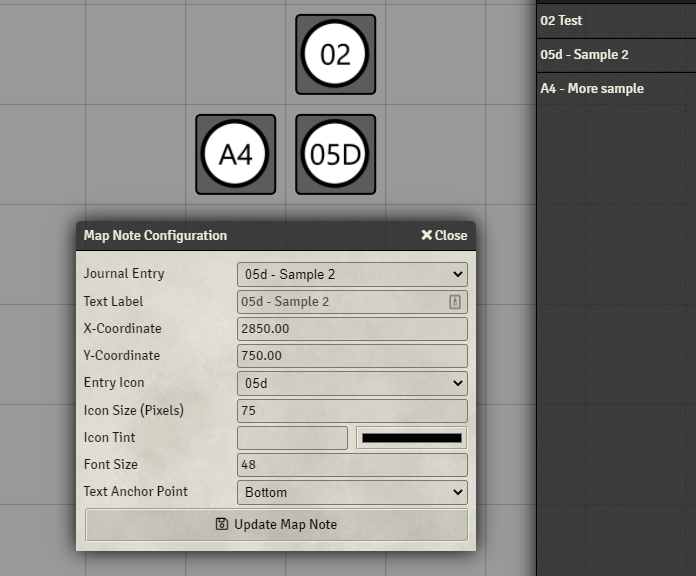 02
A4
05D
02 Test
05d - Sample 2
A4 - More sample
Map Note Configuration
Close
Journal Entry 05d - Sample 2
Text Label 05d - Sample 2
X-Coordinate 2850.00
Y-Coordinate 750.00
Entry Icon 05d
Icon Size (Pixels) 75
Icon Tint
Font Size 48
Text Anchor Point Bottom
Update Map Note